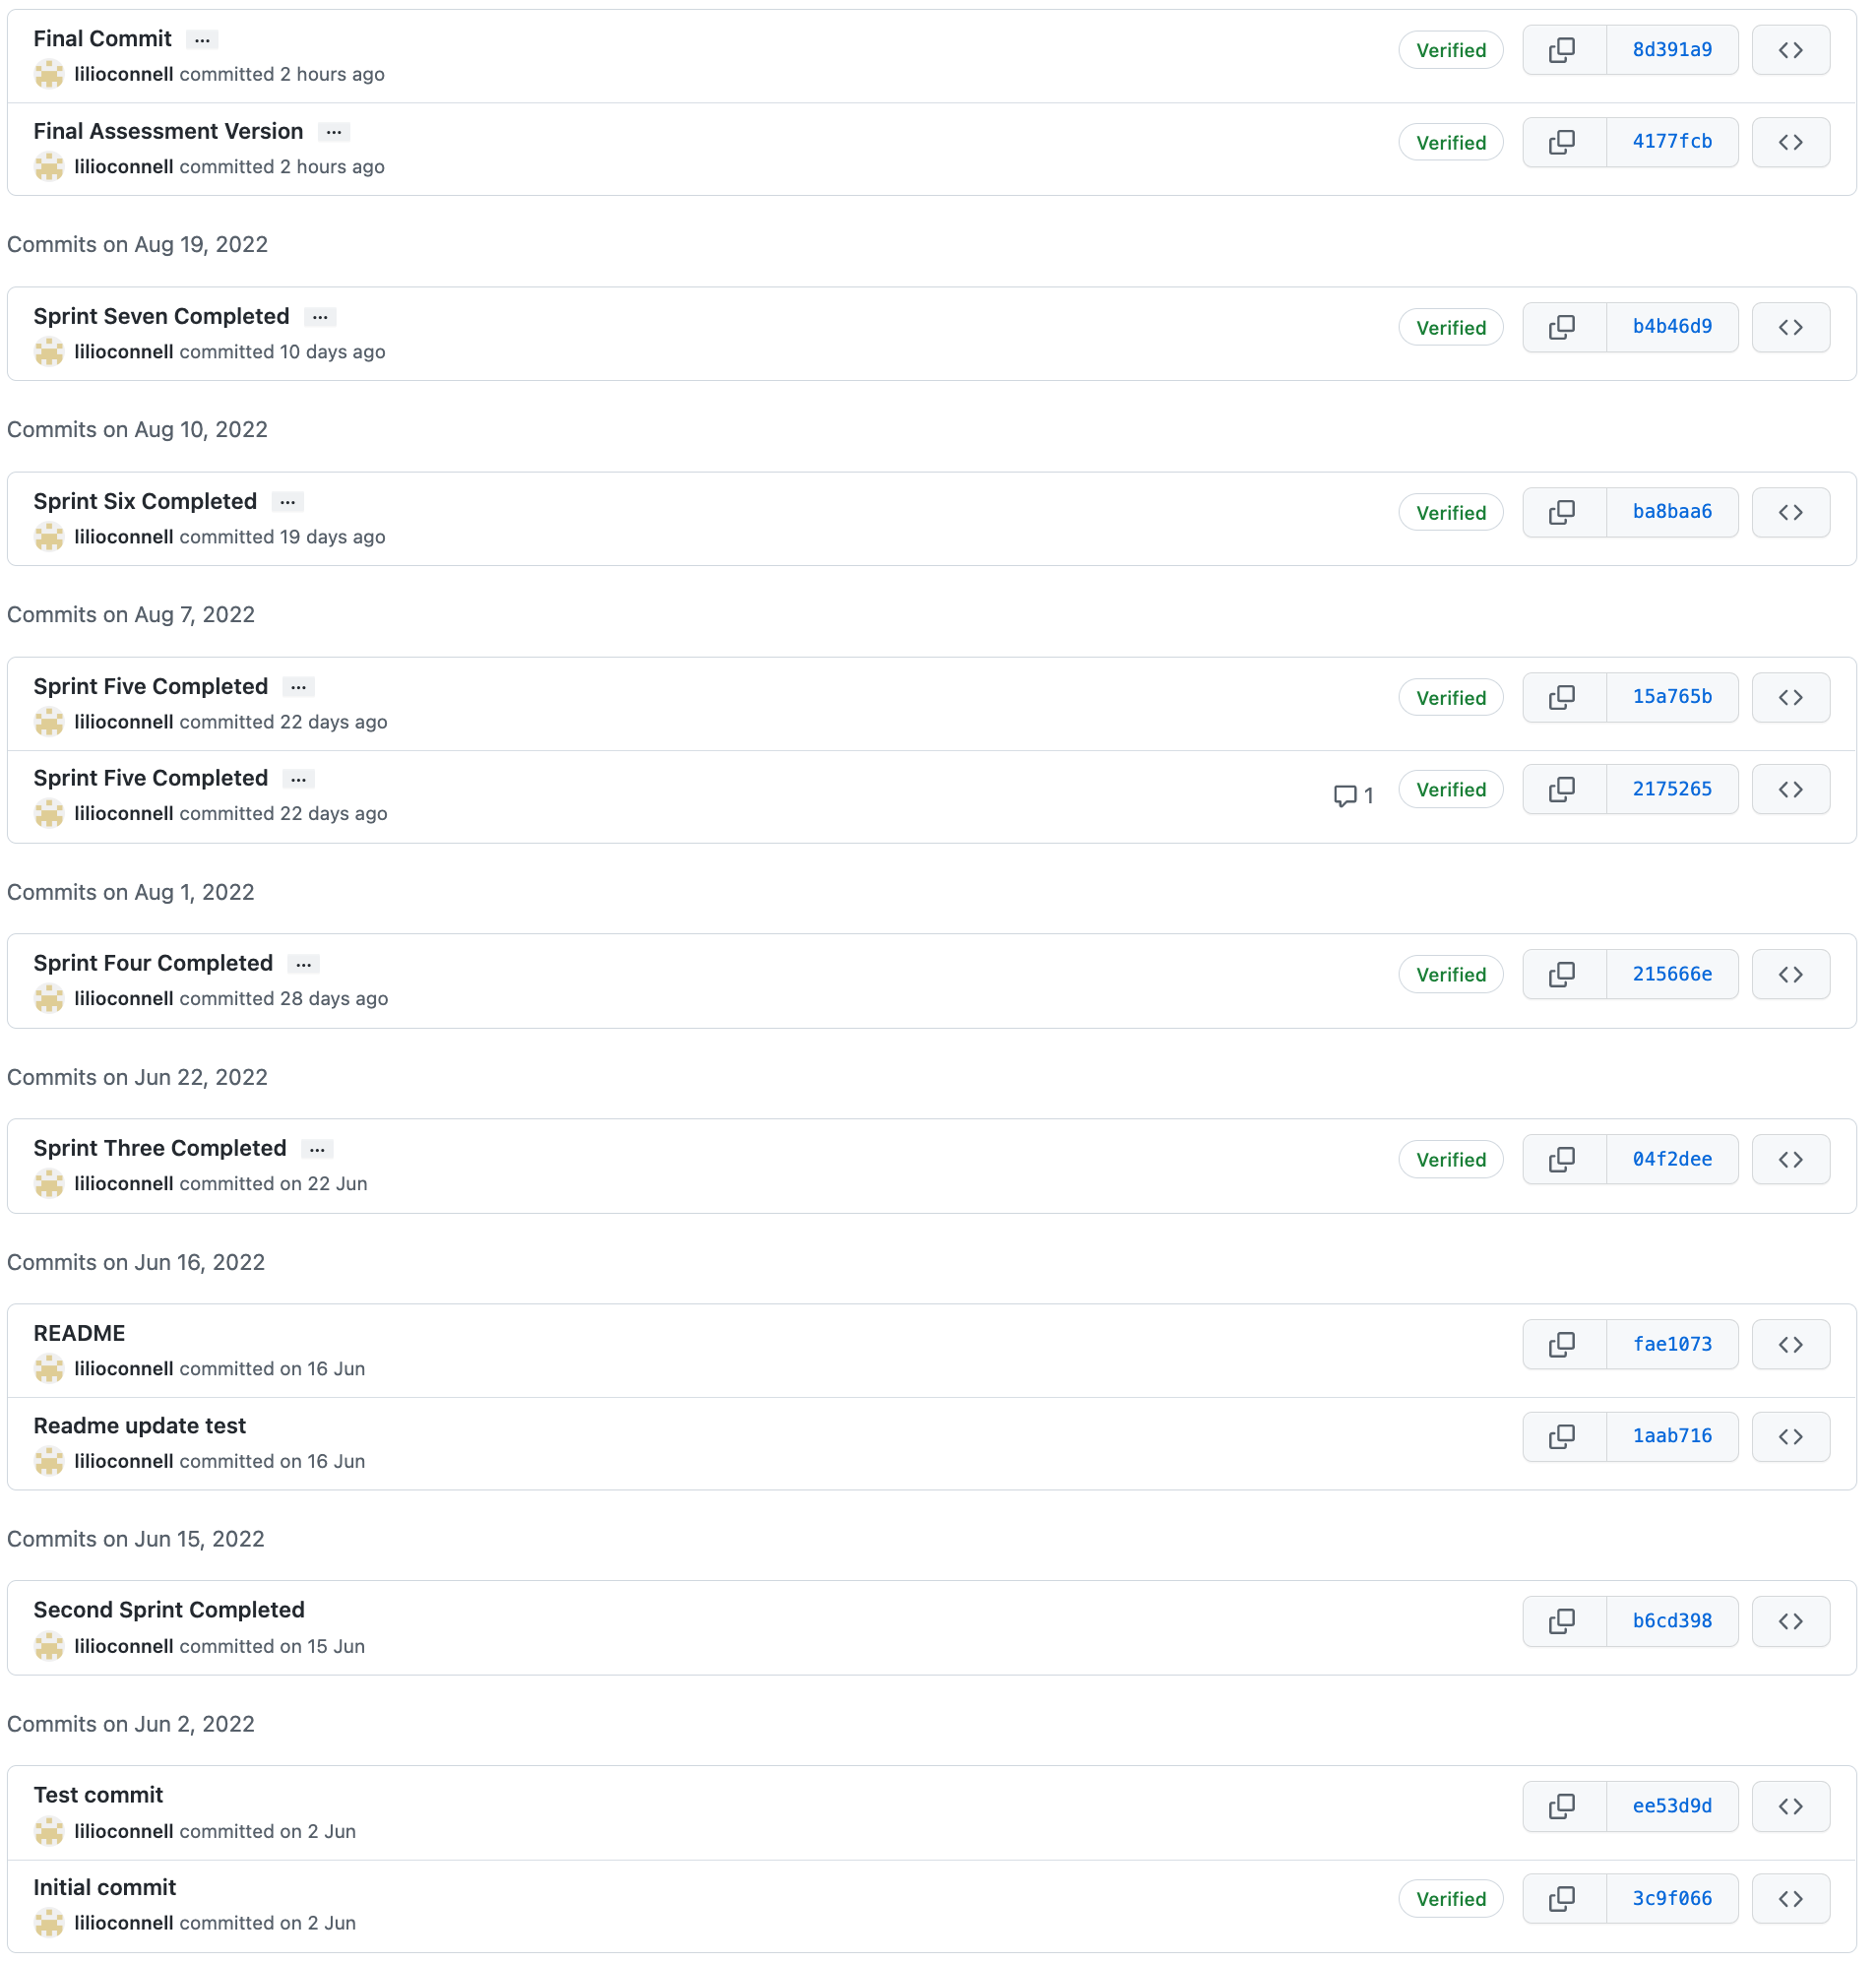 Final Commit ...
Verified 8d391a9
lilioconnell committed 2 hours ago
Final Assessment Version ...
Verified 4177fcb
lilioconnell committed 2 hours ago
Commits on Aug 19, 2022
Sprint Seven Completed ...
Verified b4b46d9
lilioconnell committed 10 days ago
Commits on Aug 10, 2022
Sprint Six Completed ...
Verified ba8baa6
lilioconnell committed 19 days ago
Commits on Aug 7, 2022
Sprint Five Completed ...
Verified 15a765b
lilioconnell committed 22 days ago
Sprint Five Completed ...
1 Verified 2175265
lilioconnell committed 22 days ago
Commits on Aug 1, 2022
Sprint Four Completed ...
Verified 215666e
lilioconnell committed 28 days ago
Commits on Jun 22, 2022
Sprint Three Completed ...
Verified 04f2dee
lilioconnell committed on 22 Jun
Commits on Jun 16, 2022
README
fae1073
lilioconnell committed on 16 Jun
Readme update test
1aab716
lilioconnell committed on 16 Jun
Commits on Jun 15, 2022
Second Sprint Completed
b6cd398
lilioconnell committed on 15 Jun
Commits on Jun 2, 2022
Test commit
ee53d9d
lilioconnell committed on 2 Jun
Initial commit
Verified 3c9f066
lilioconnell committed on 2 Jun